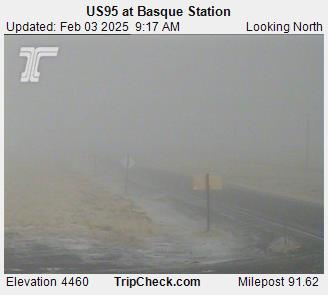 US95 at Basque Station
Updated: Feb 03 2025 9:17 AM Looking North
Elevation 4460 TripCheck.com Milepost 91.62